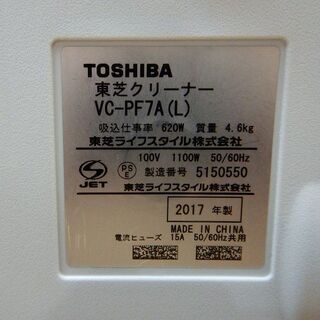 TOSHIBA
東芝クリーナー
VC-PF7A(L)
吸込仕事率 620W 質量 4.6kg
東芝ライフスタイル株式会社
100V 1100W 50/60Hz
製造番号 5150550
東芝ライフスタイル株式会社
JET
PS
E
2017 年製
MADE IN CHINA
電流ヒューズ 15A 50/60Hz共用